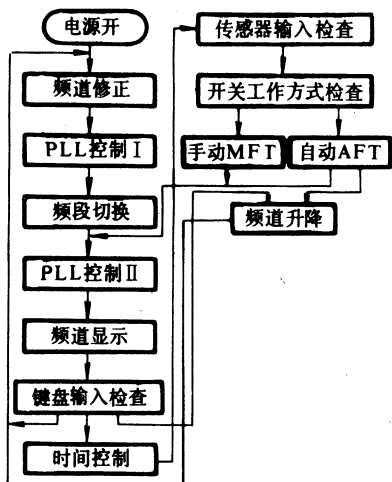 电源开
频道修正
PLL控制Ⅰ
频段切换
PLL控制Ⅱ
频道显示
键盘输入检查
时间控制
传感器输入检查
开关工作方式检查
手动MFT
自动AFT
频道升降